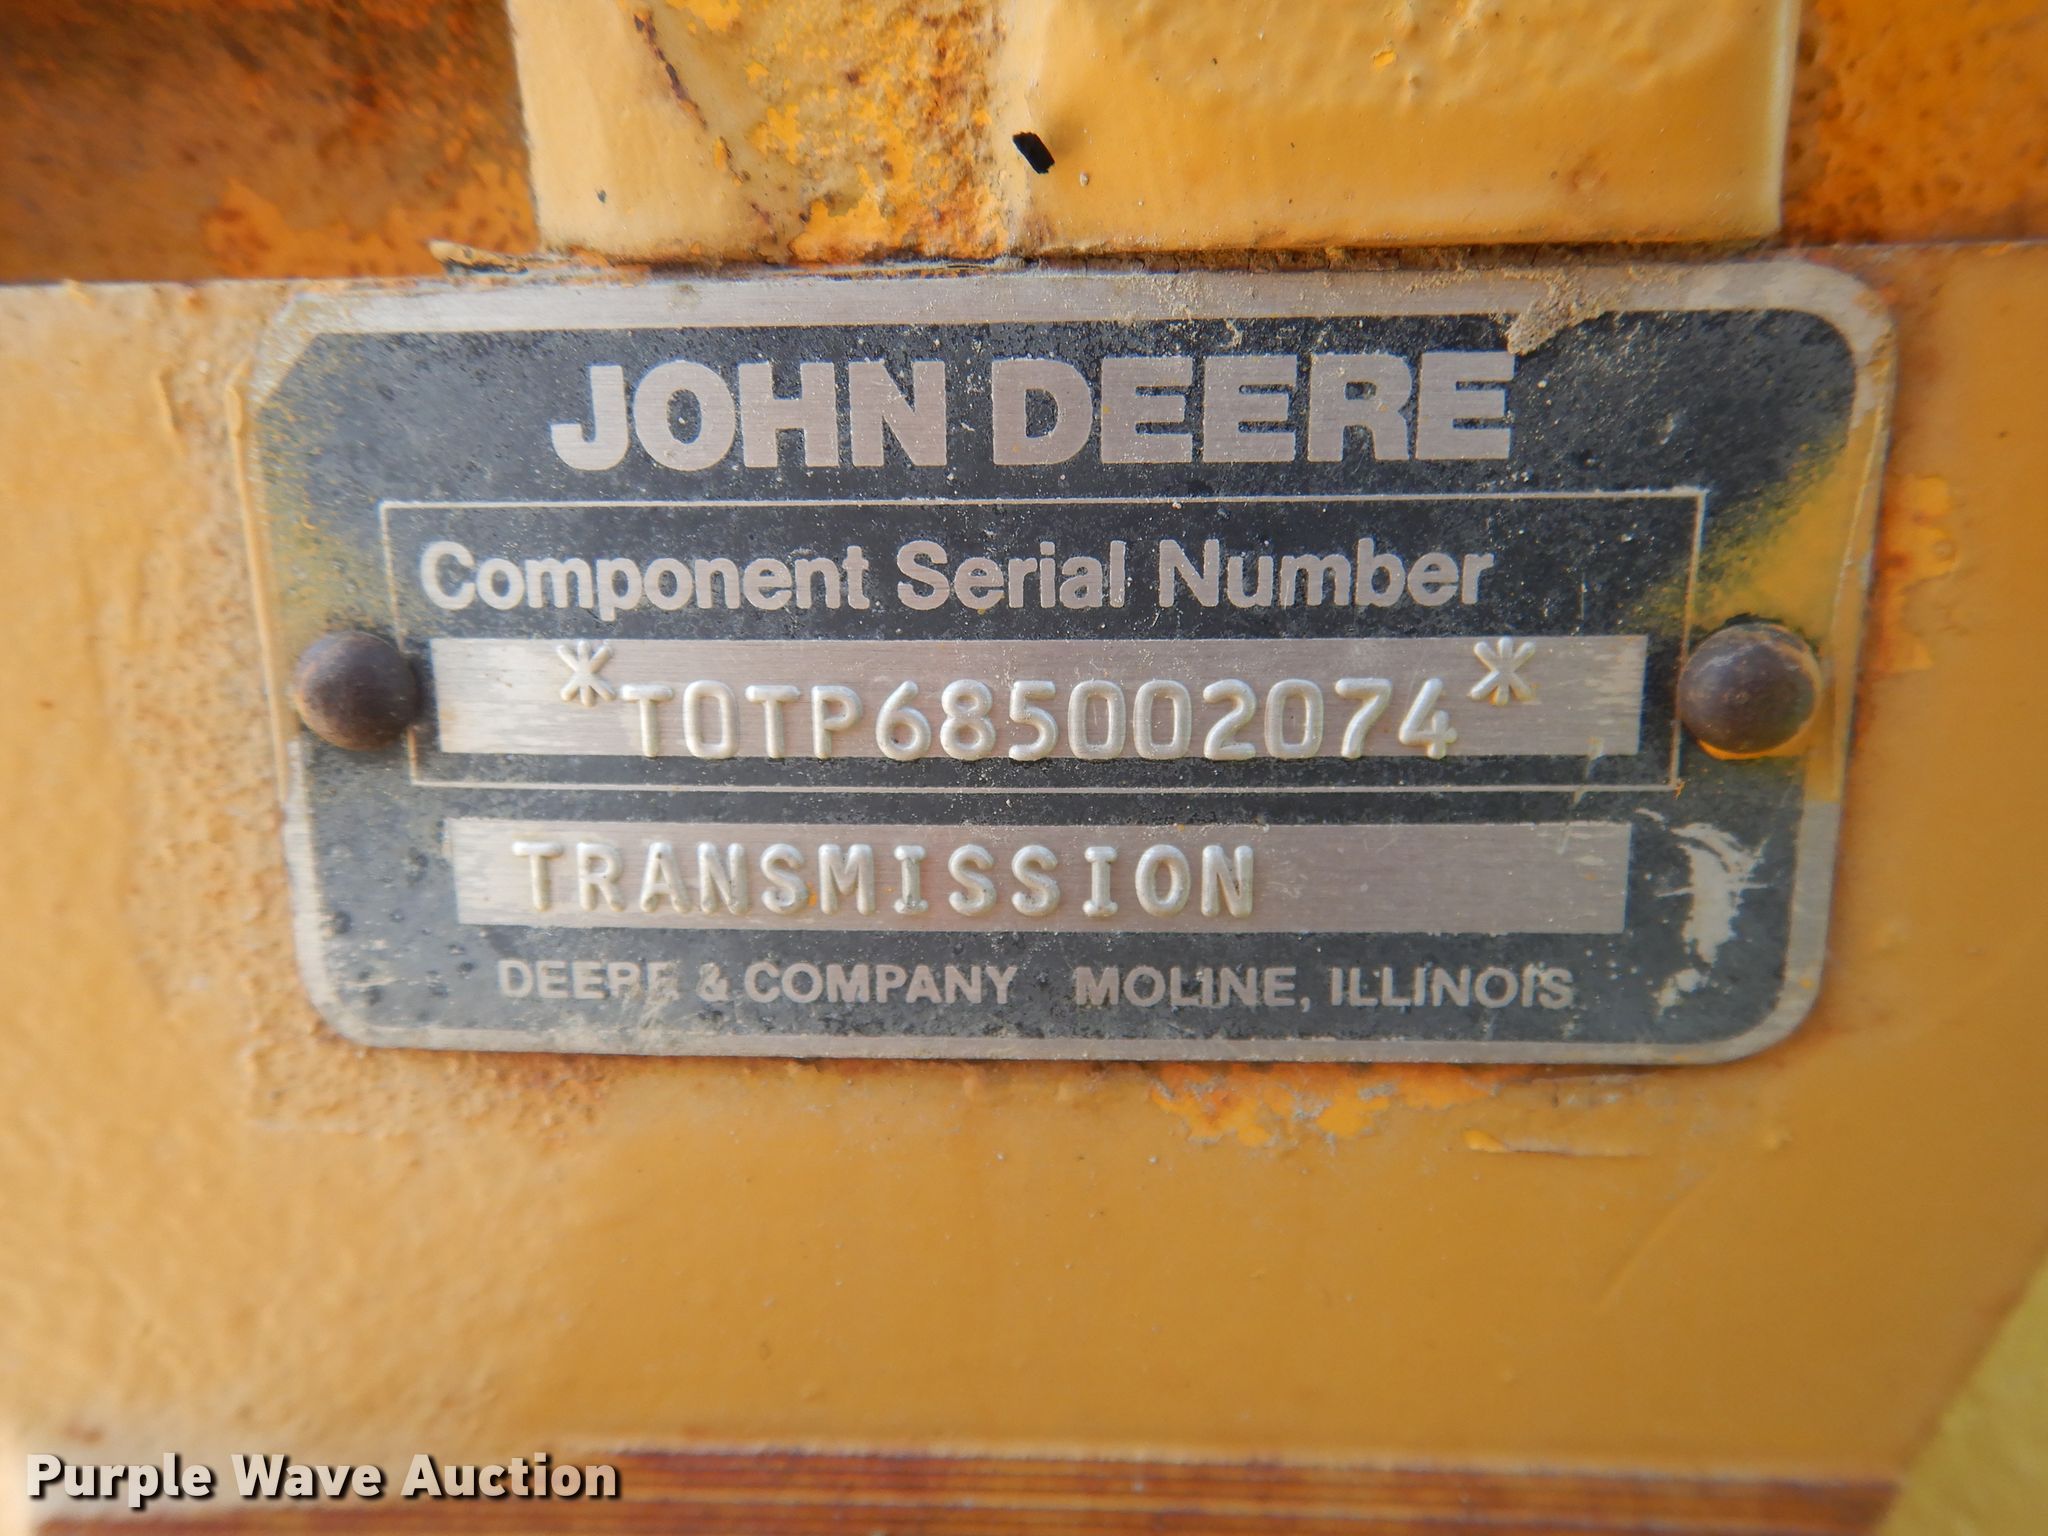 JOHN DEERE
Component Serial Number
*T0TP685002074*
TRANSMISSION
DEERE & COMPANY MOLINE, ILLINOIS
Purple Wave Auction